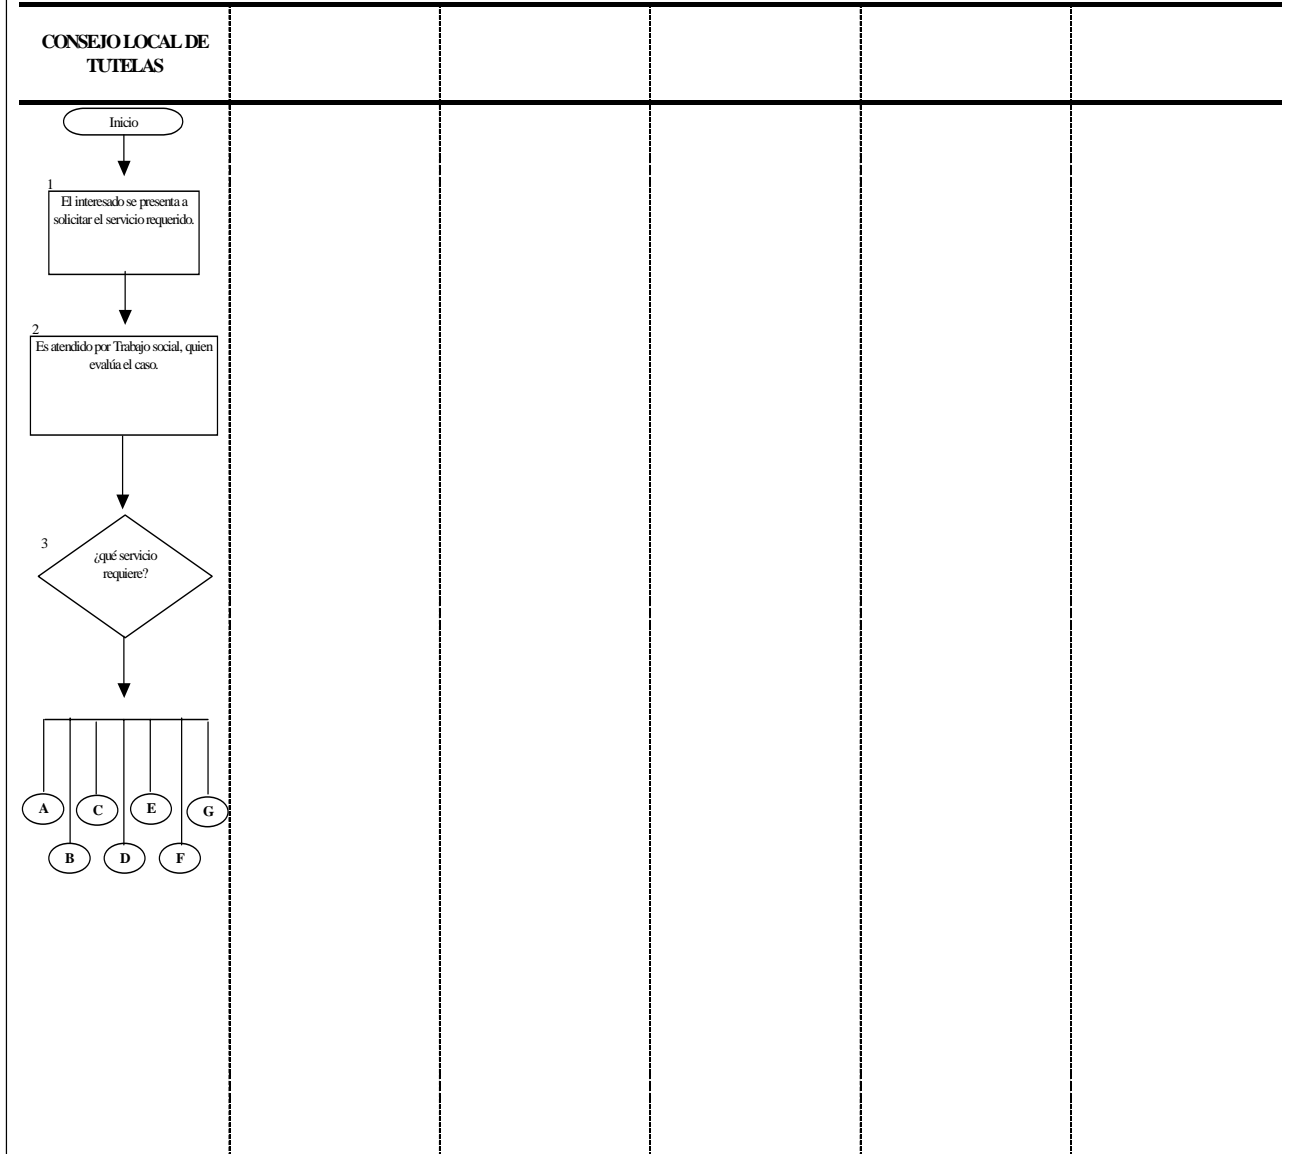 CONSEJO LOCAL DE
TUTELAS
Inicio
1
El interesado se presenta a
solicitar el servicio requerido.
2
Es atendido por Trabajo social, quien
evalúa el caso.
3
¿qué servicio
requiere?
A
C
E
G
B
D
F